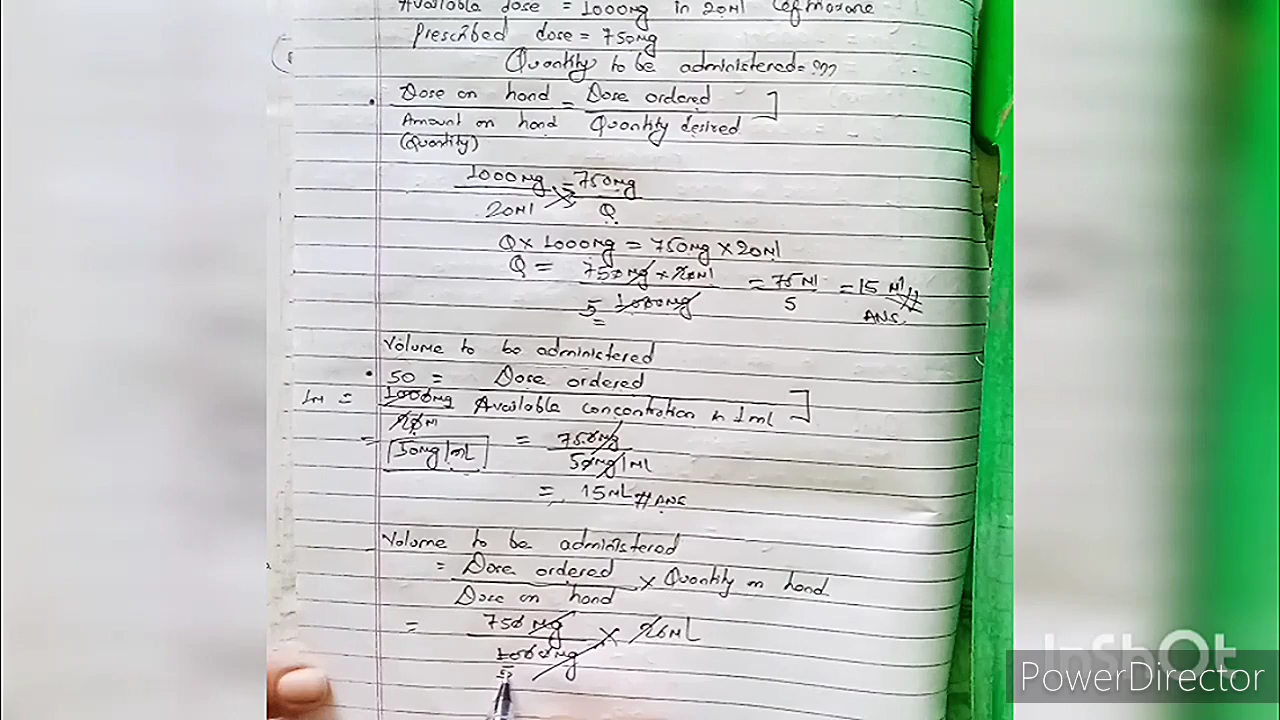 Available dose = 1000mg in 20Ml Cefmoxone
Prescribed dose = 750mg
Quantity to be administered = ???
Dose on hand = Dose ordered
Amount on hand Quantity desired
(Quantity)
1000mg = 750mg
20Ml Q
Q x 1000mg = 750mg x 20Ml
Q = 750mg x 20Ml = 75Ml = 15 Ml
5 1000mg 5 ANS.
Volume to be administered
50 = Dose ordered
1000mg Available concentration in 1ml
20Ml
= 50mg/mL = 750mg
50mg/mL
= 15mL ANS
Volume to be administered
= Dose ordered x Quantity on hand
Dose on hand
= 750mg x 20mL
1000mg
5
InShOt
PowerDirector